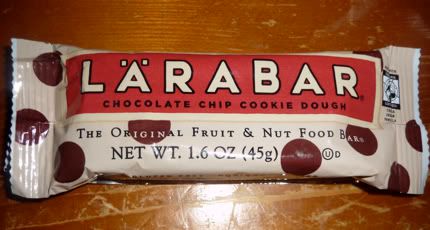 LÄRABAR®
CHOCOLATE CHIP COOKIE DOUGH
THE ORIGINAL FRUIT & NUT FOOD BAR®
NET WT. 1.6 OZ (45g)
U D